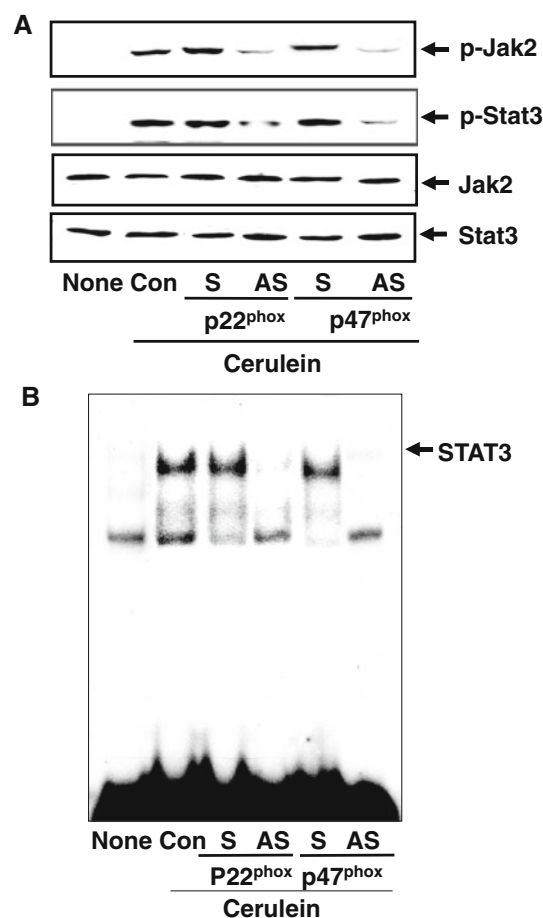 A
p-Jak2
p-Stat3
Jak2
Stat3
None Con S AS S AS
p22phox p47phox
Cerulein
B
STAT3
None Con S AS S AS
P22phox p47phox
Cerulein